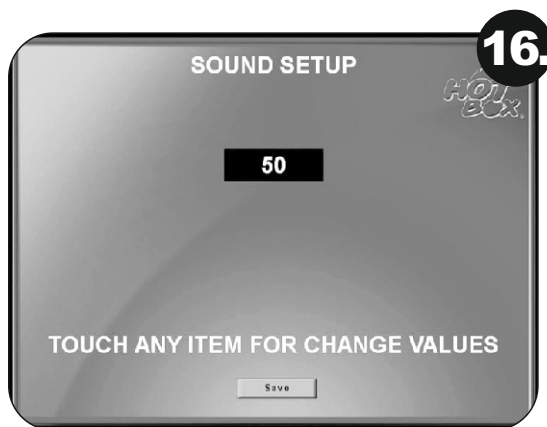 16.
SOUND SETUP
HOT
BOX
50
TOUCH ANY ITEM FOR CHANGE VALUES
Save